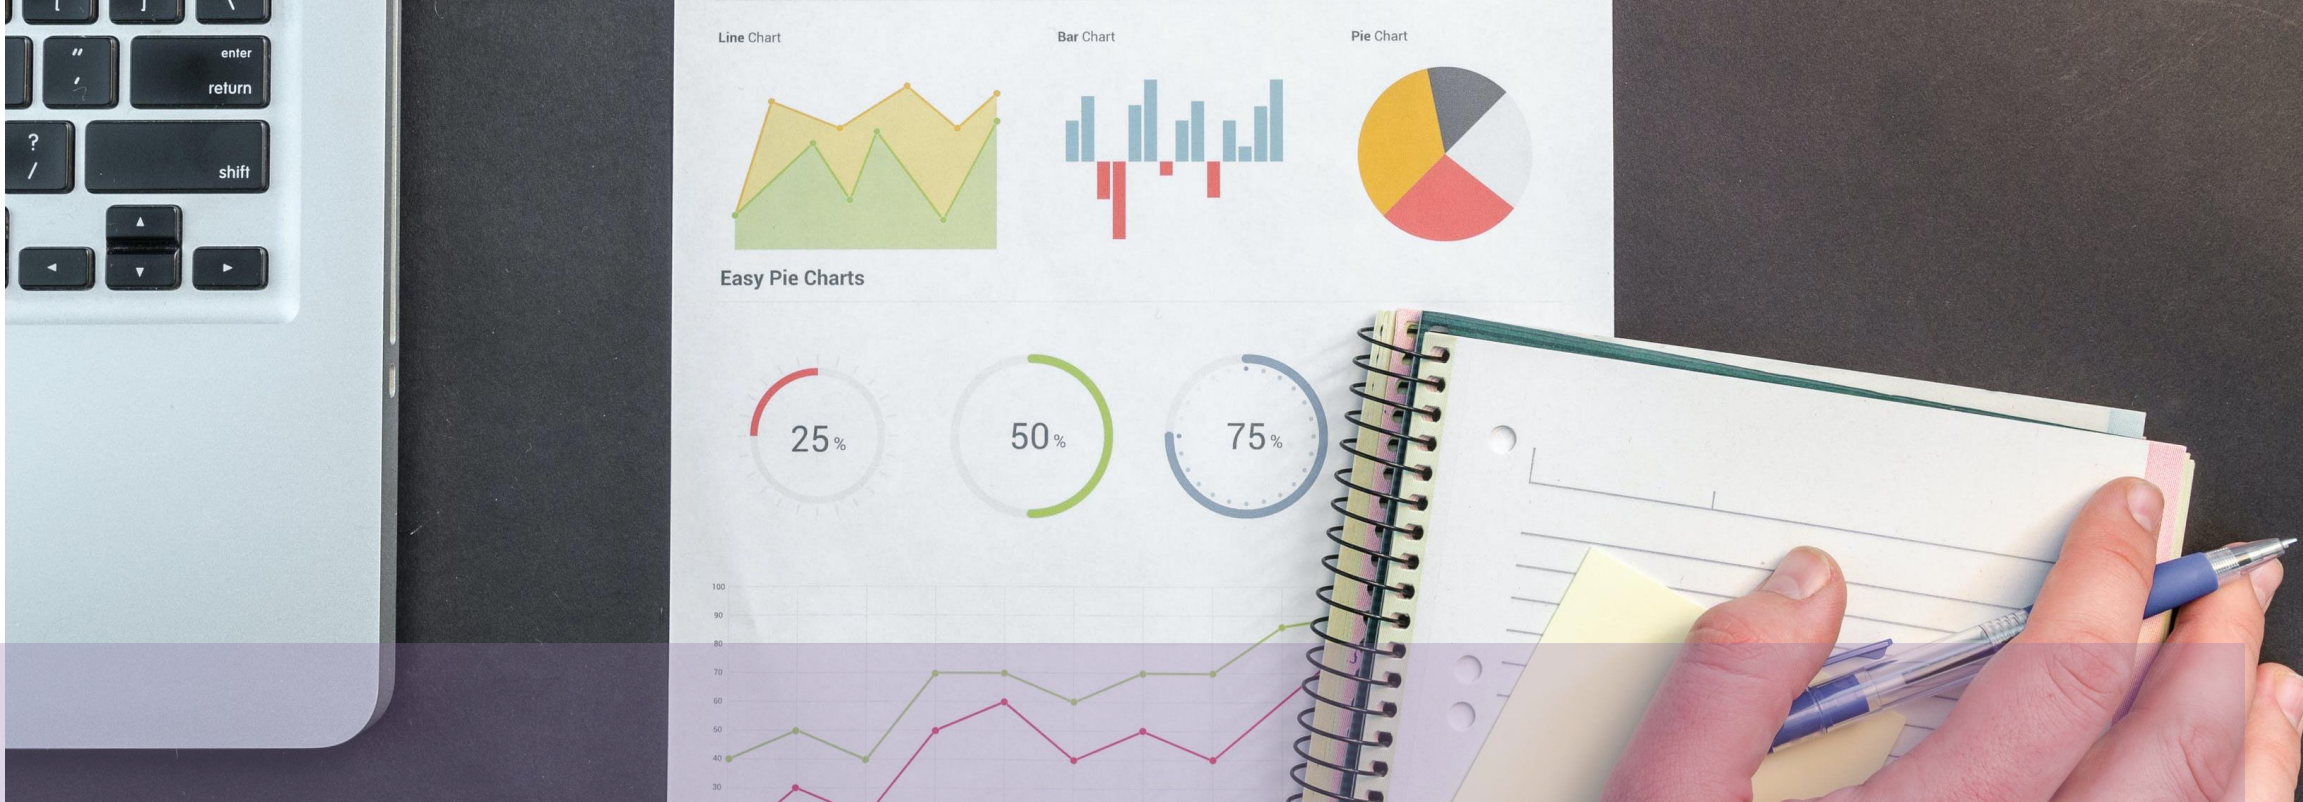 [ ] \
" enter
' return
? 
/ shift
Line Chart
Bar Chart
Pie Chart
Easy Pie Charts
25%
50%
75%
100
90
80
70
60
50
40
30